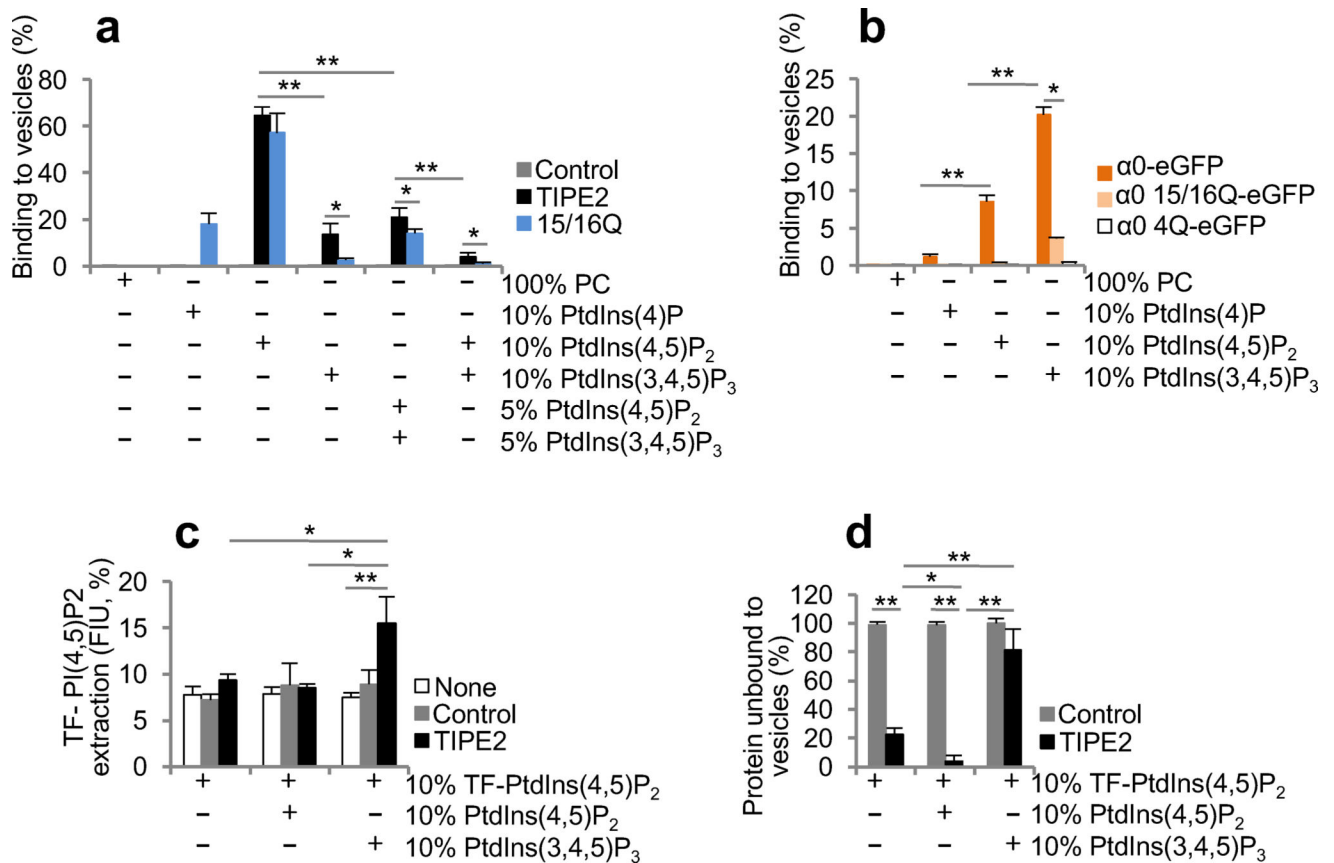 a
Binding to vesicles (%)
80
60
40
20
0
** 
**
*
*
**
*
Control
TIPE2
15/16Q
+ – – – – – 100% PC
– + – – – – 10% PtdIns(4)P
– – + – – + 10% PtdIns(4,5)P2
– – – + – + 10% PtdIns(3,4,5)P3
– – – – + – 5% PtdIns(4,5)P2
– – – – + – 5% PtdIns(3,4,5)P3
b
Binding to vesicles (%)
25
20
15
10
5
0
**
**
*
α0-eGFP
α0 15/16Q-eGFP
α0 4Q-eGFP
+ – – – 100% PC
– + – – 10% PtdIns(4)P
– – + – 10% PtdIns(4,5)P2
– – – + 10% PtdIns(3,4,5)P3
c
TF- PI(4,5)P2
extraction (FIU, %)
20
15
10
5
0
*
*
**
None
Control
TIPE2
+ + + 10% TF-PtdIns(4,5)P2
– + – 10% PtdIns(4,5)P2
– – + 10% PtdIns(3,4,5)P3
d
Protein unbound to
vesicles (%)
120
100
80
60
40
20
0
**
*
** ** **
Control
TIPE2
+ + + 10% TF-PtdIns(4,5)P2
– + – 10% PtdIns(4,5)P2
– – + 10% PtdIns(3,4,5)P3